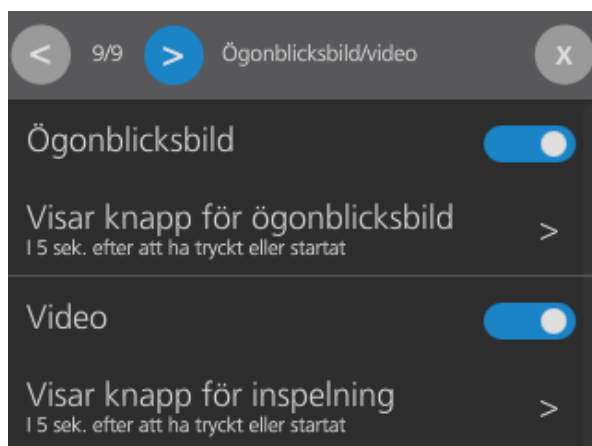 < 9/9 > Ögonblicksbild/video X
Ögonblicksbild
Visar knapp för ögonblicksbild >
I 5 sek. efter att ha tryckt eller startat
Video
Visar knapp för inspelning >
I 5 sek. efter att ha tryckt eller startat